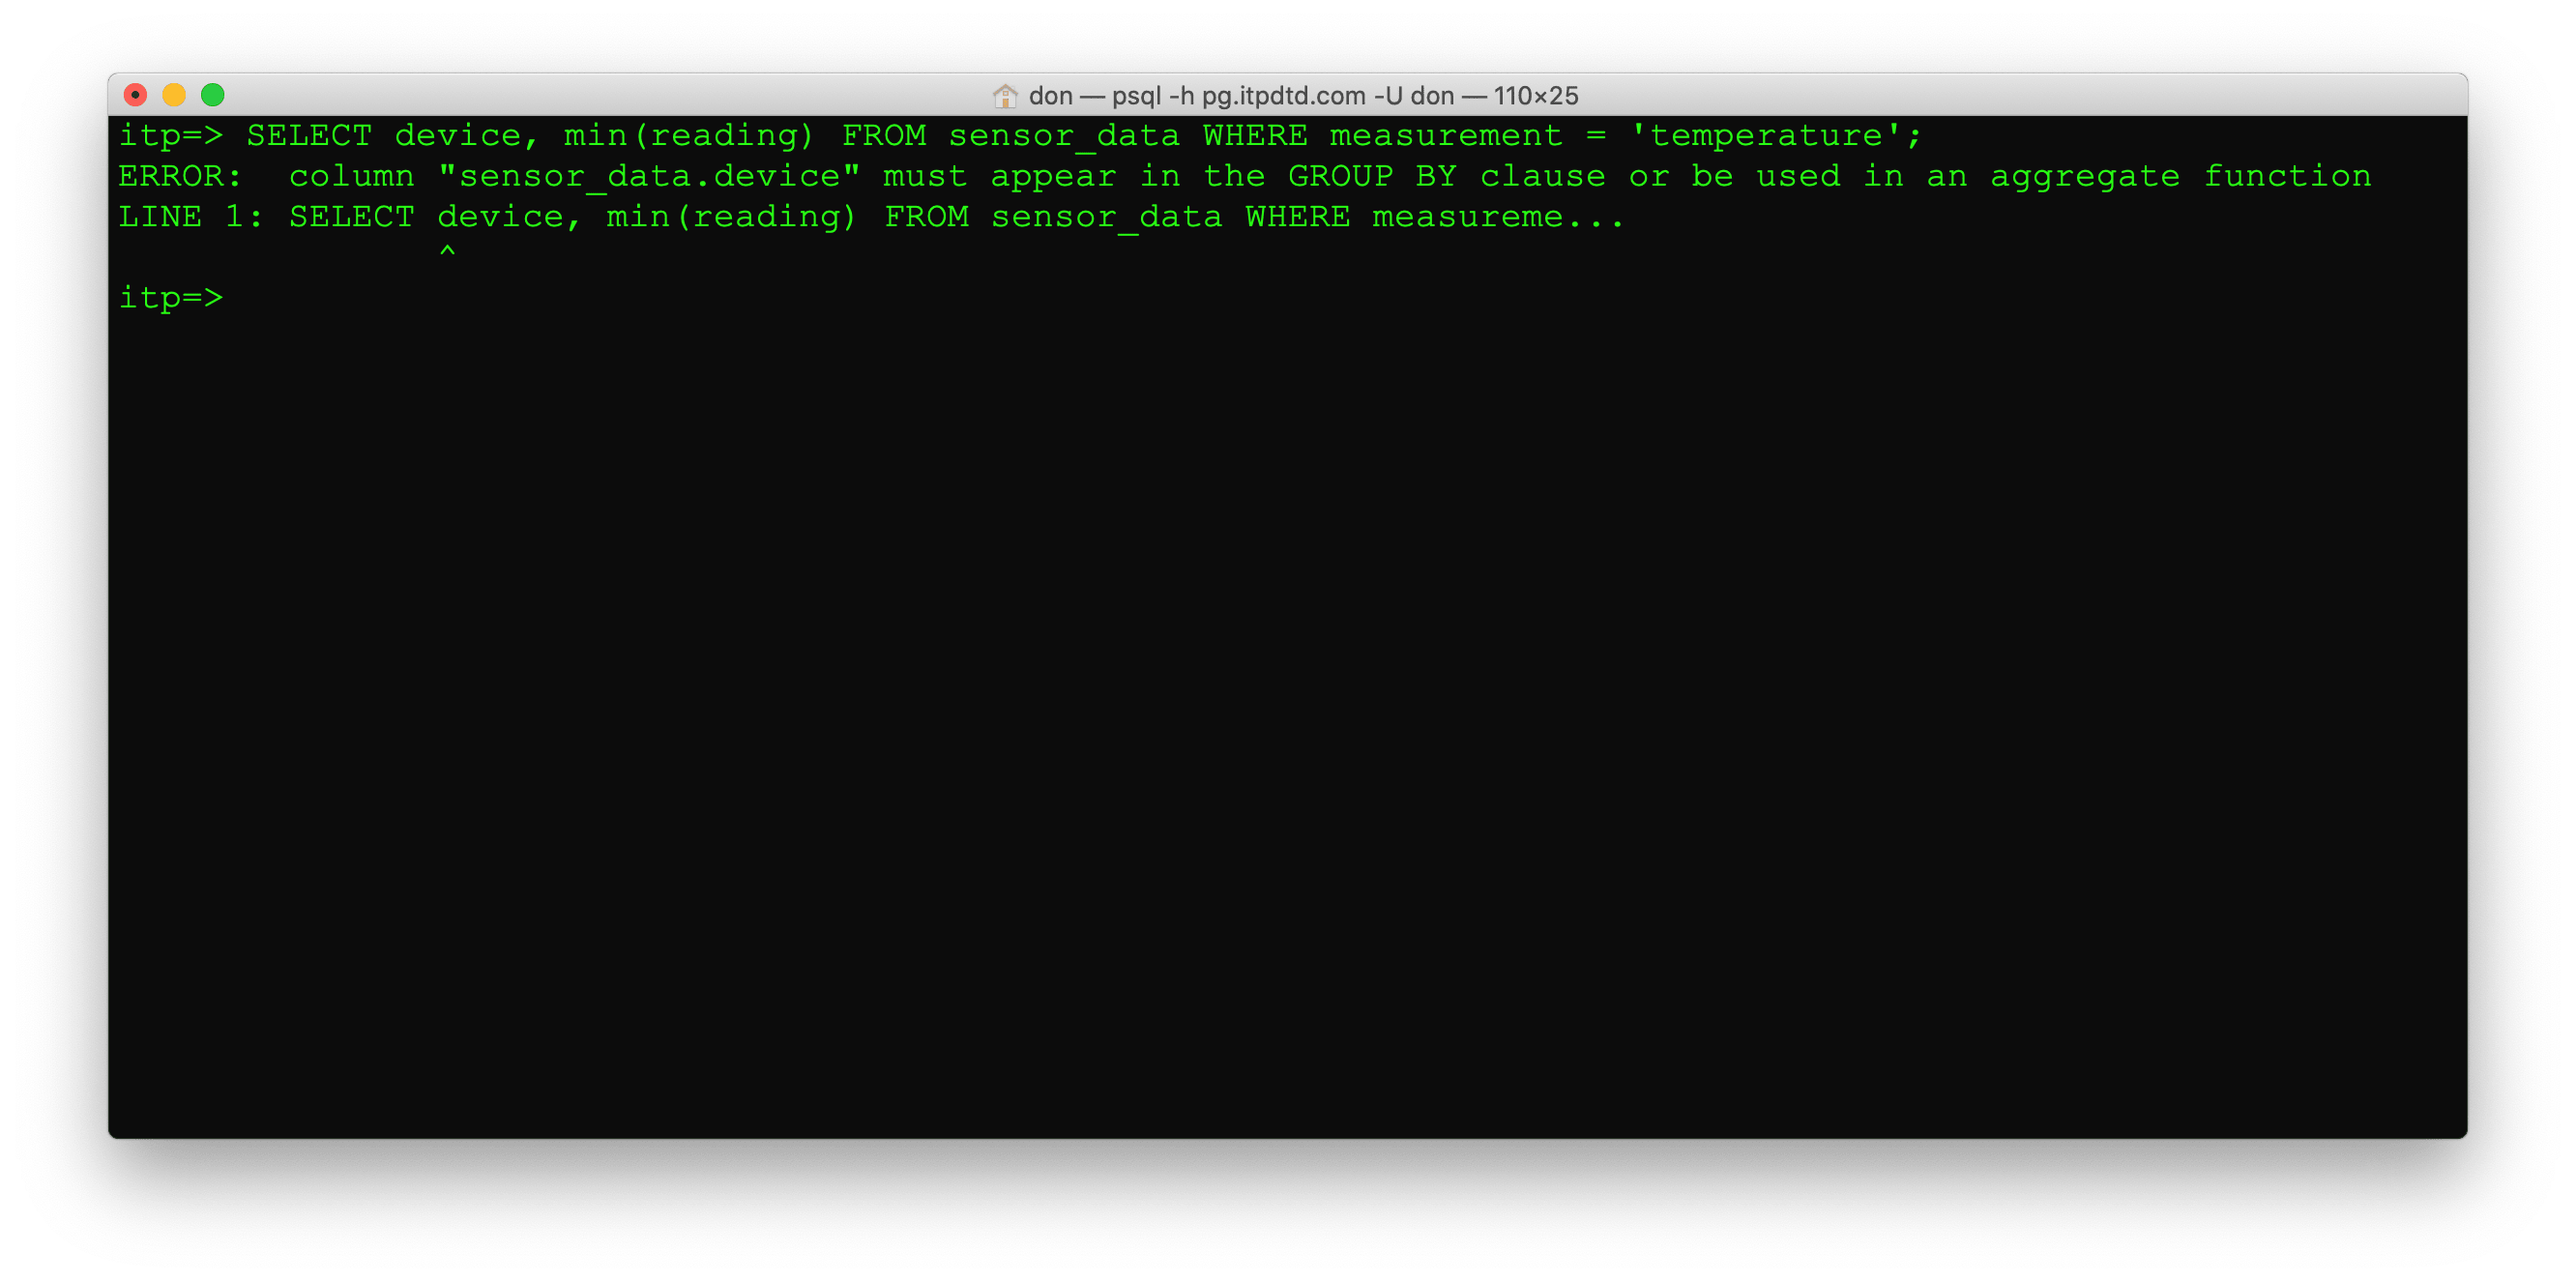 don — psql -h pg.itpdtd.com -U don — 110×25
itp=> SELECT device, min(reading) FROM sensor_data WHERE measurement = 'temperature';
ERROR:  column "sensor_data.device" must appear in the GROUP BY clause or be used in an aggregate function
LINE 1: SELECT device, min(reading) FROM sensor_data WHERE measureme...
               ^
itp=>